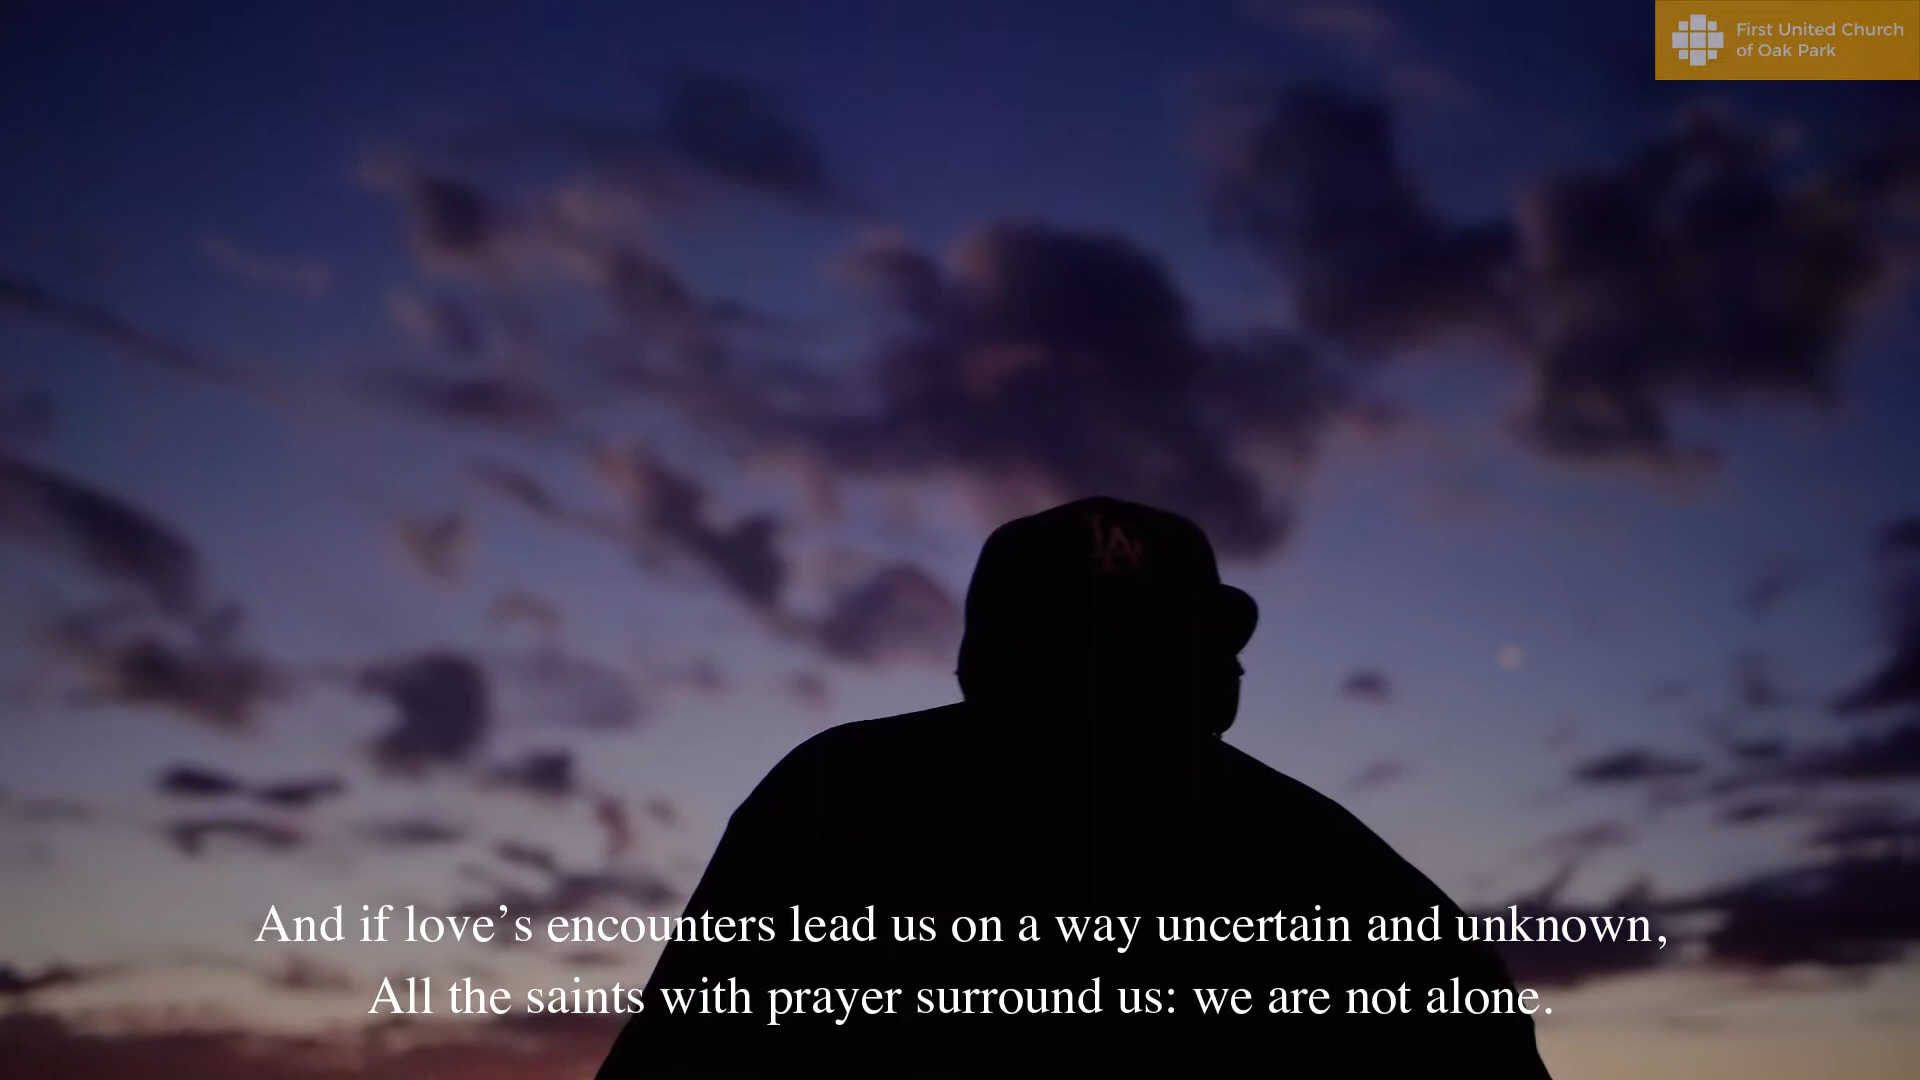 First United Church
of Oak Park
LA
And if love’s encounters lead us on a way uncertain and unknown,
All the saints with prayer surround us: we are not alone.